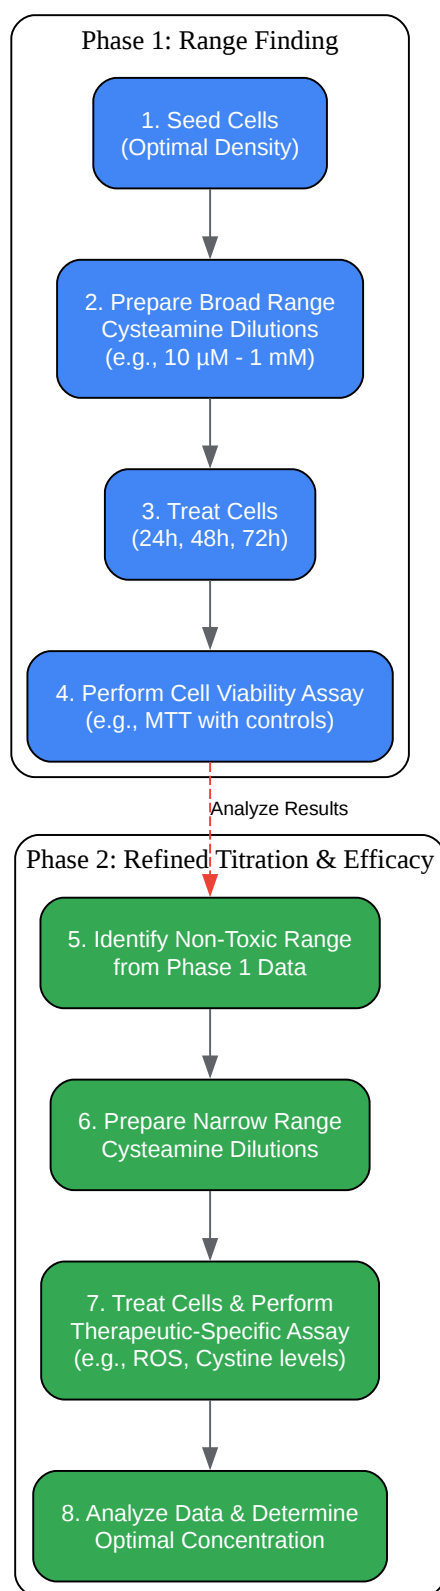 Phase 1: Range Finding
1. Seed Cells
(Optimal Density)
2. Prepare Broad Range
Cysteamine Dilutions
(e.g., 10 µM - 1 mM)
3. Treat Cells
(24h, 48h, 72h)
4. Perform Cell Viability Assay
(e.g., MTT with controls)
Analyze Results
Phase 2: Refined Titration & Efficacy
5. Identify Non-Toxic Range
from Phase 1 Data
6. Prepare Narrow Range
Cysteamine Dilutions
7. Treat Cells & Perform
Therapeutic-Specific Assay
(e.g., ROS, Cystine levels)
8. Analyze Data & Determine
Optimal Concentration